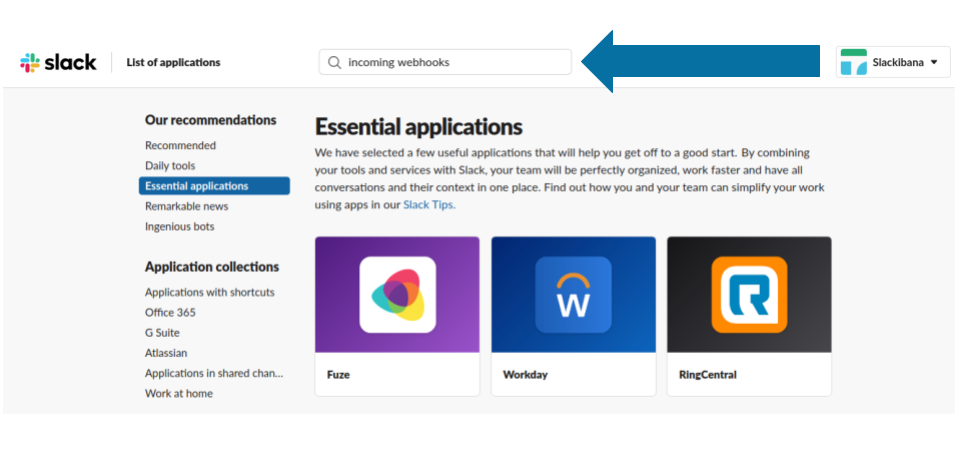 slack
List of applications
incoming webhooks
Slackibana
Our recommendations
Recommended
Daily tools
Essential applications
Remarkable news
Ingenious bots
Application collections
Applications with shortcuts
Office 365
G Suite
Atlassian
Applications in shared chan...
Work at home
Essential applications
We have selected a few useful applications that will help you get off to a good start. By combining
your tools and services with Slack, your team will be perfectly organized, work faster and have all
conversations and their context in one place. Find out how you and your team can simplify your work
using apps in our Slack Tips.
W
R
Fuze
Workday
RingCentral